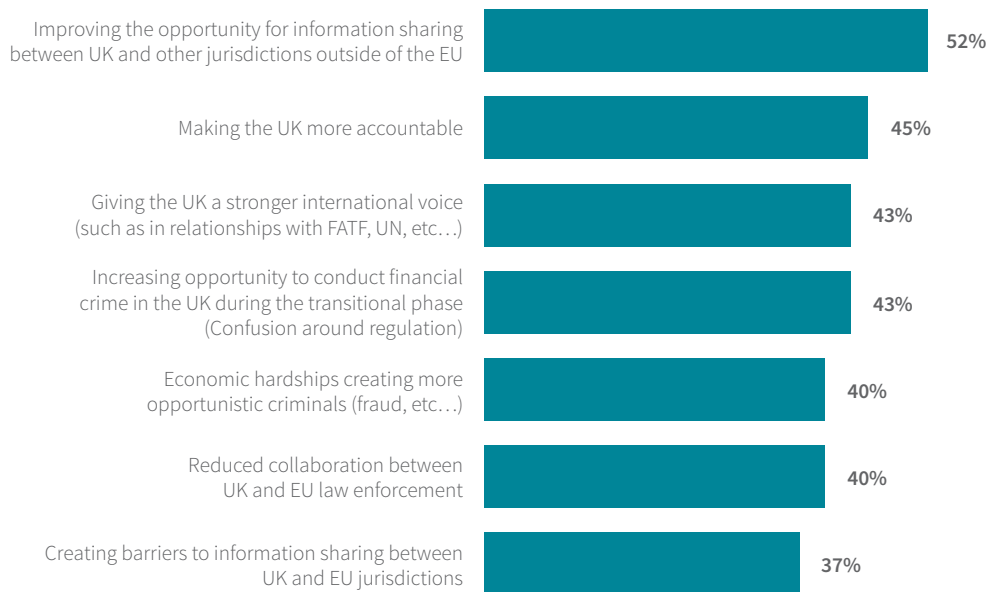 Improving the opportunity for information sharing
between UK and other jurisdictions outside of the EU
52%
Making the UK more accountable
45%
Giving the UK a stronger international voice
(such as in relationships with FATF, UN, etc…)
43%
Increasing opportunity to conduct financial
crime in the UK during the transitional phase
(Confusion around regulation)
43%
Economic hardships creating more
opportunistic criminals (fraud, etc…)
40%
Reduced collaboration between
UK and EU law enforcement
40%
Creating barriers to information sharing between
UK and EU jurisdictions
37%